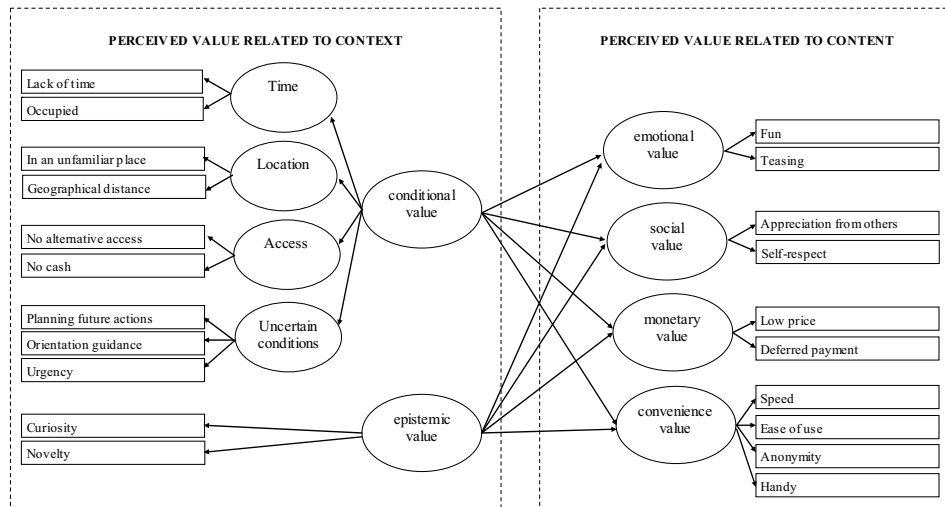 PERCEIVED VALUE RELATED TO CONTEXT
Lack of time
Occupied
Time
In an unfamiliar place
Geographical distance
Location
No alternative access
No cash
Access
Planning future actions
Orientation guidance
Urgency
Uncertain
conditions
Curiosity
Novelty
conditional
value
epistemic
value
PERCEIVED VALUE RELATED TO CONTENT
emotional
value
Fun
Teasing
social
value
Appreciation from others
Self-respect
monetary
value
Low price
Deferred payment
convenience
value
Speed
Ease of use
Anonymity
Handy